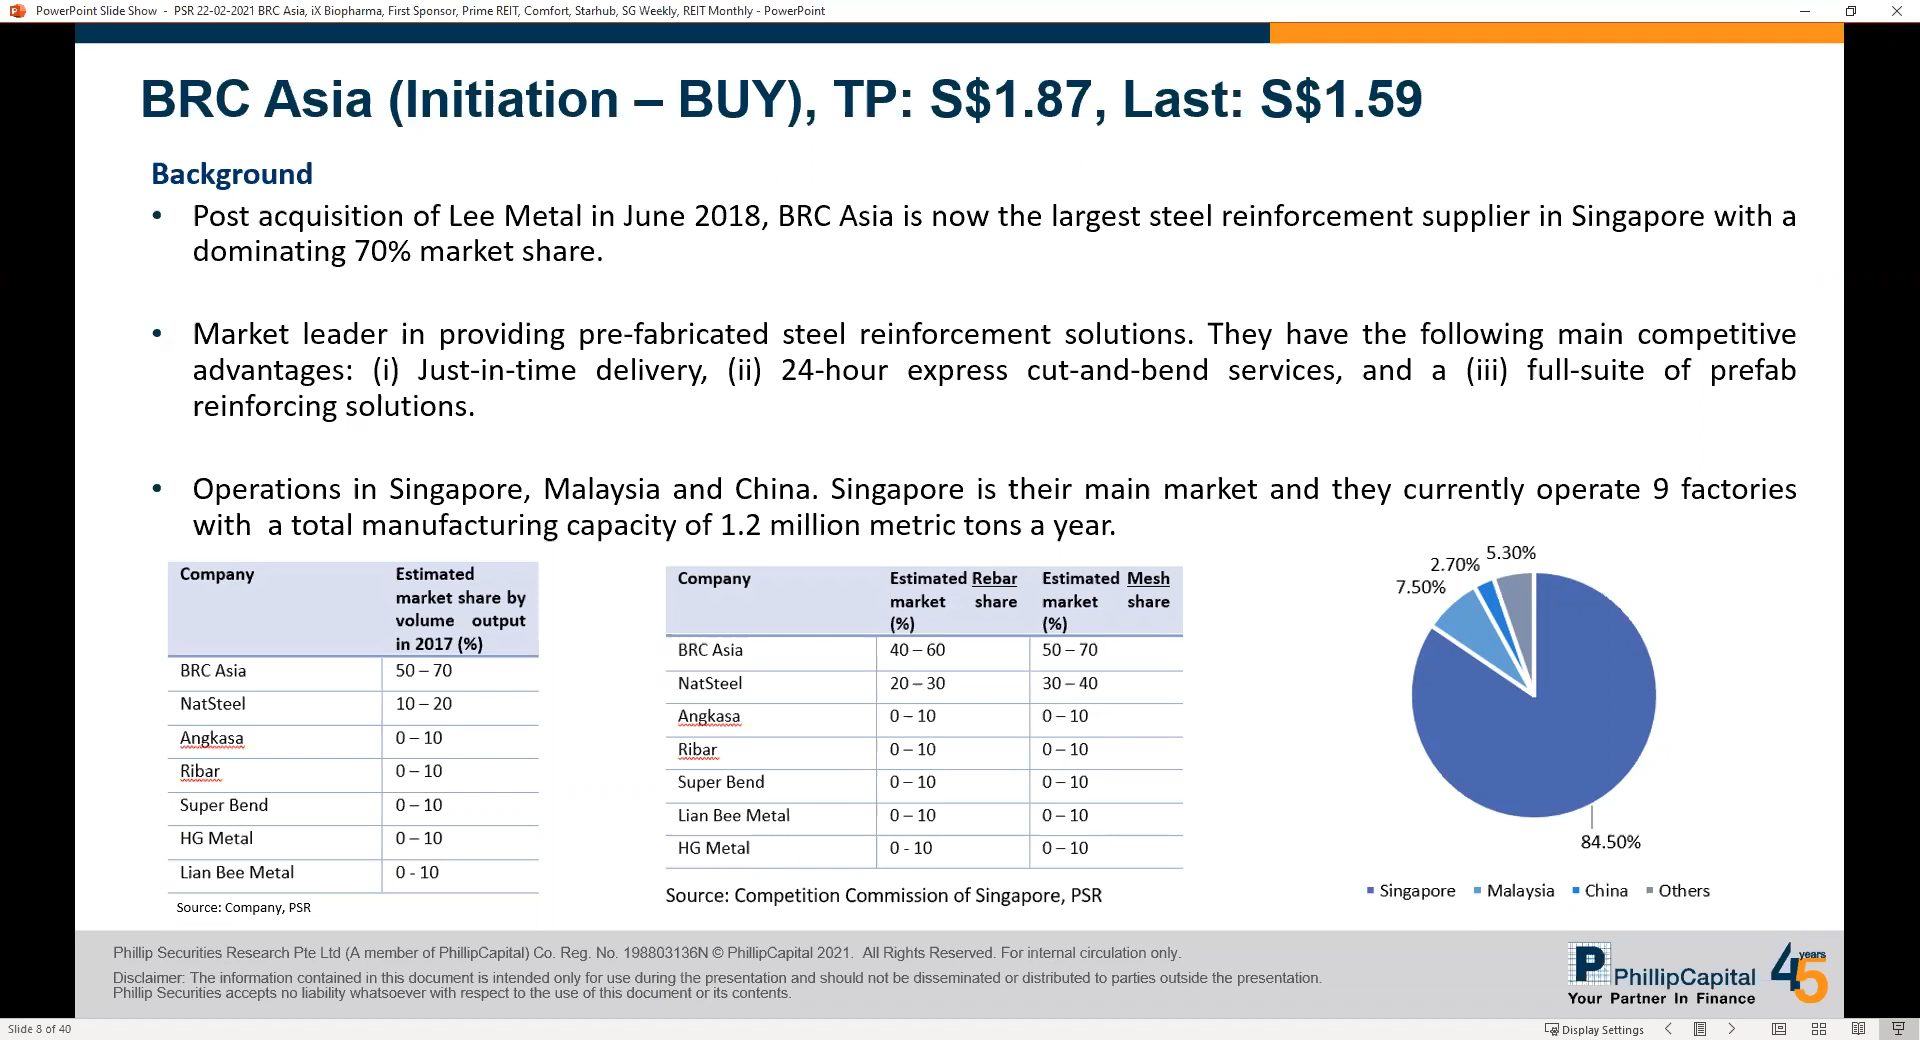 PowerPoint Slide Show - PSR 22-02-2021 BRC Asia, iX Biopharma, First Sponsor, Prime REIT, Comfort, Starhub, SG Weekly, REIT Monthly - PowerPoint
BRC Asia (Initiation – BUY), TP: S$1.87, Last: S$1.59
Background
• Post acquisition of Lee Metal in June 2018, BRC Asia is now the largest steel reinforcement supplier in Singapore with a
dominating 70% market share.
• Market leader in providing pre-fabricated steel reinforcement solutions. They have the following main competitive
advantages: (i) Just-in-time delivery, (ii) 24-hour express cut-and-bend services, and a (iii) full-suite of prefab
reinforcing solutions.
• Operations in Singapore, Malaysia and China. Singapore is their main market and they currently operate 9 factories
with a total manufacturing capacity of 1.2 million metric tons a year.
Company Estimated
market share by
volume output
in 2017 (%)
BRC Asia 50 – 70
NatSteel 10 – 20
Angkasa 0 – 10
Ribar 0 – 10
Super Bend 0 – 10
HG Metal 0 – 10
Lian Bee Metal 0 - 10
Source: Company, PSR
Company Estimated Rebar Estimated Mesh
market share market share
(%) (%)
BRC Asia 40 – 60 50 – 70
NatSteel 20 – 30 30 – 40
Angkasa 0 – 10 0 – 10
Ribar 0 – 10 0 – 10
Super Bend 0 – 10 0 – 10
Lian Bee Metal 0 – 10 0 – 10
HG Metal 0 - 10 0 – 10
Source: Competition Commission of Singapore, PSR
5.30%
2.70%
7.50%
84.50%
Singapore Malaysia China Others
Phillip Securities Research Pte Ltd (A member of PhillipCapital) Co. Reg. No. 198803136N © PhillipCapital 2021. All Rights Reserved. For internal circulation only.
Disclaimer: The information contained in this document is intended only for use during the presentation and should not be disseminated or distributed to parties outside the presentation.
Phillip Securities accepts no liability whatsoever with respect to the use of this document or its contents.
P PhillipCapital
Your Partner In Finance
45 years
Slide 8 of 40
Display Settings